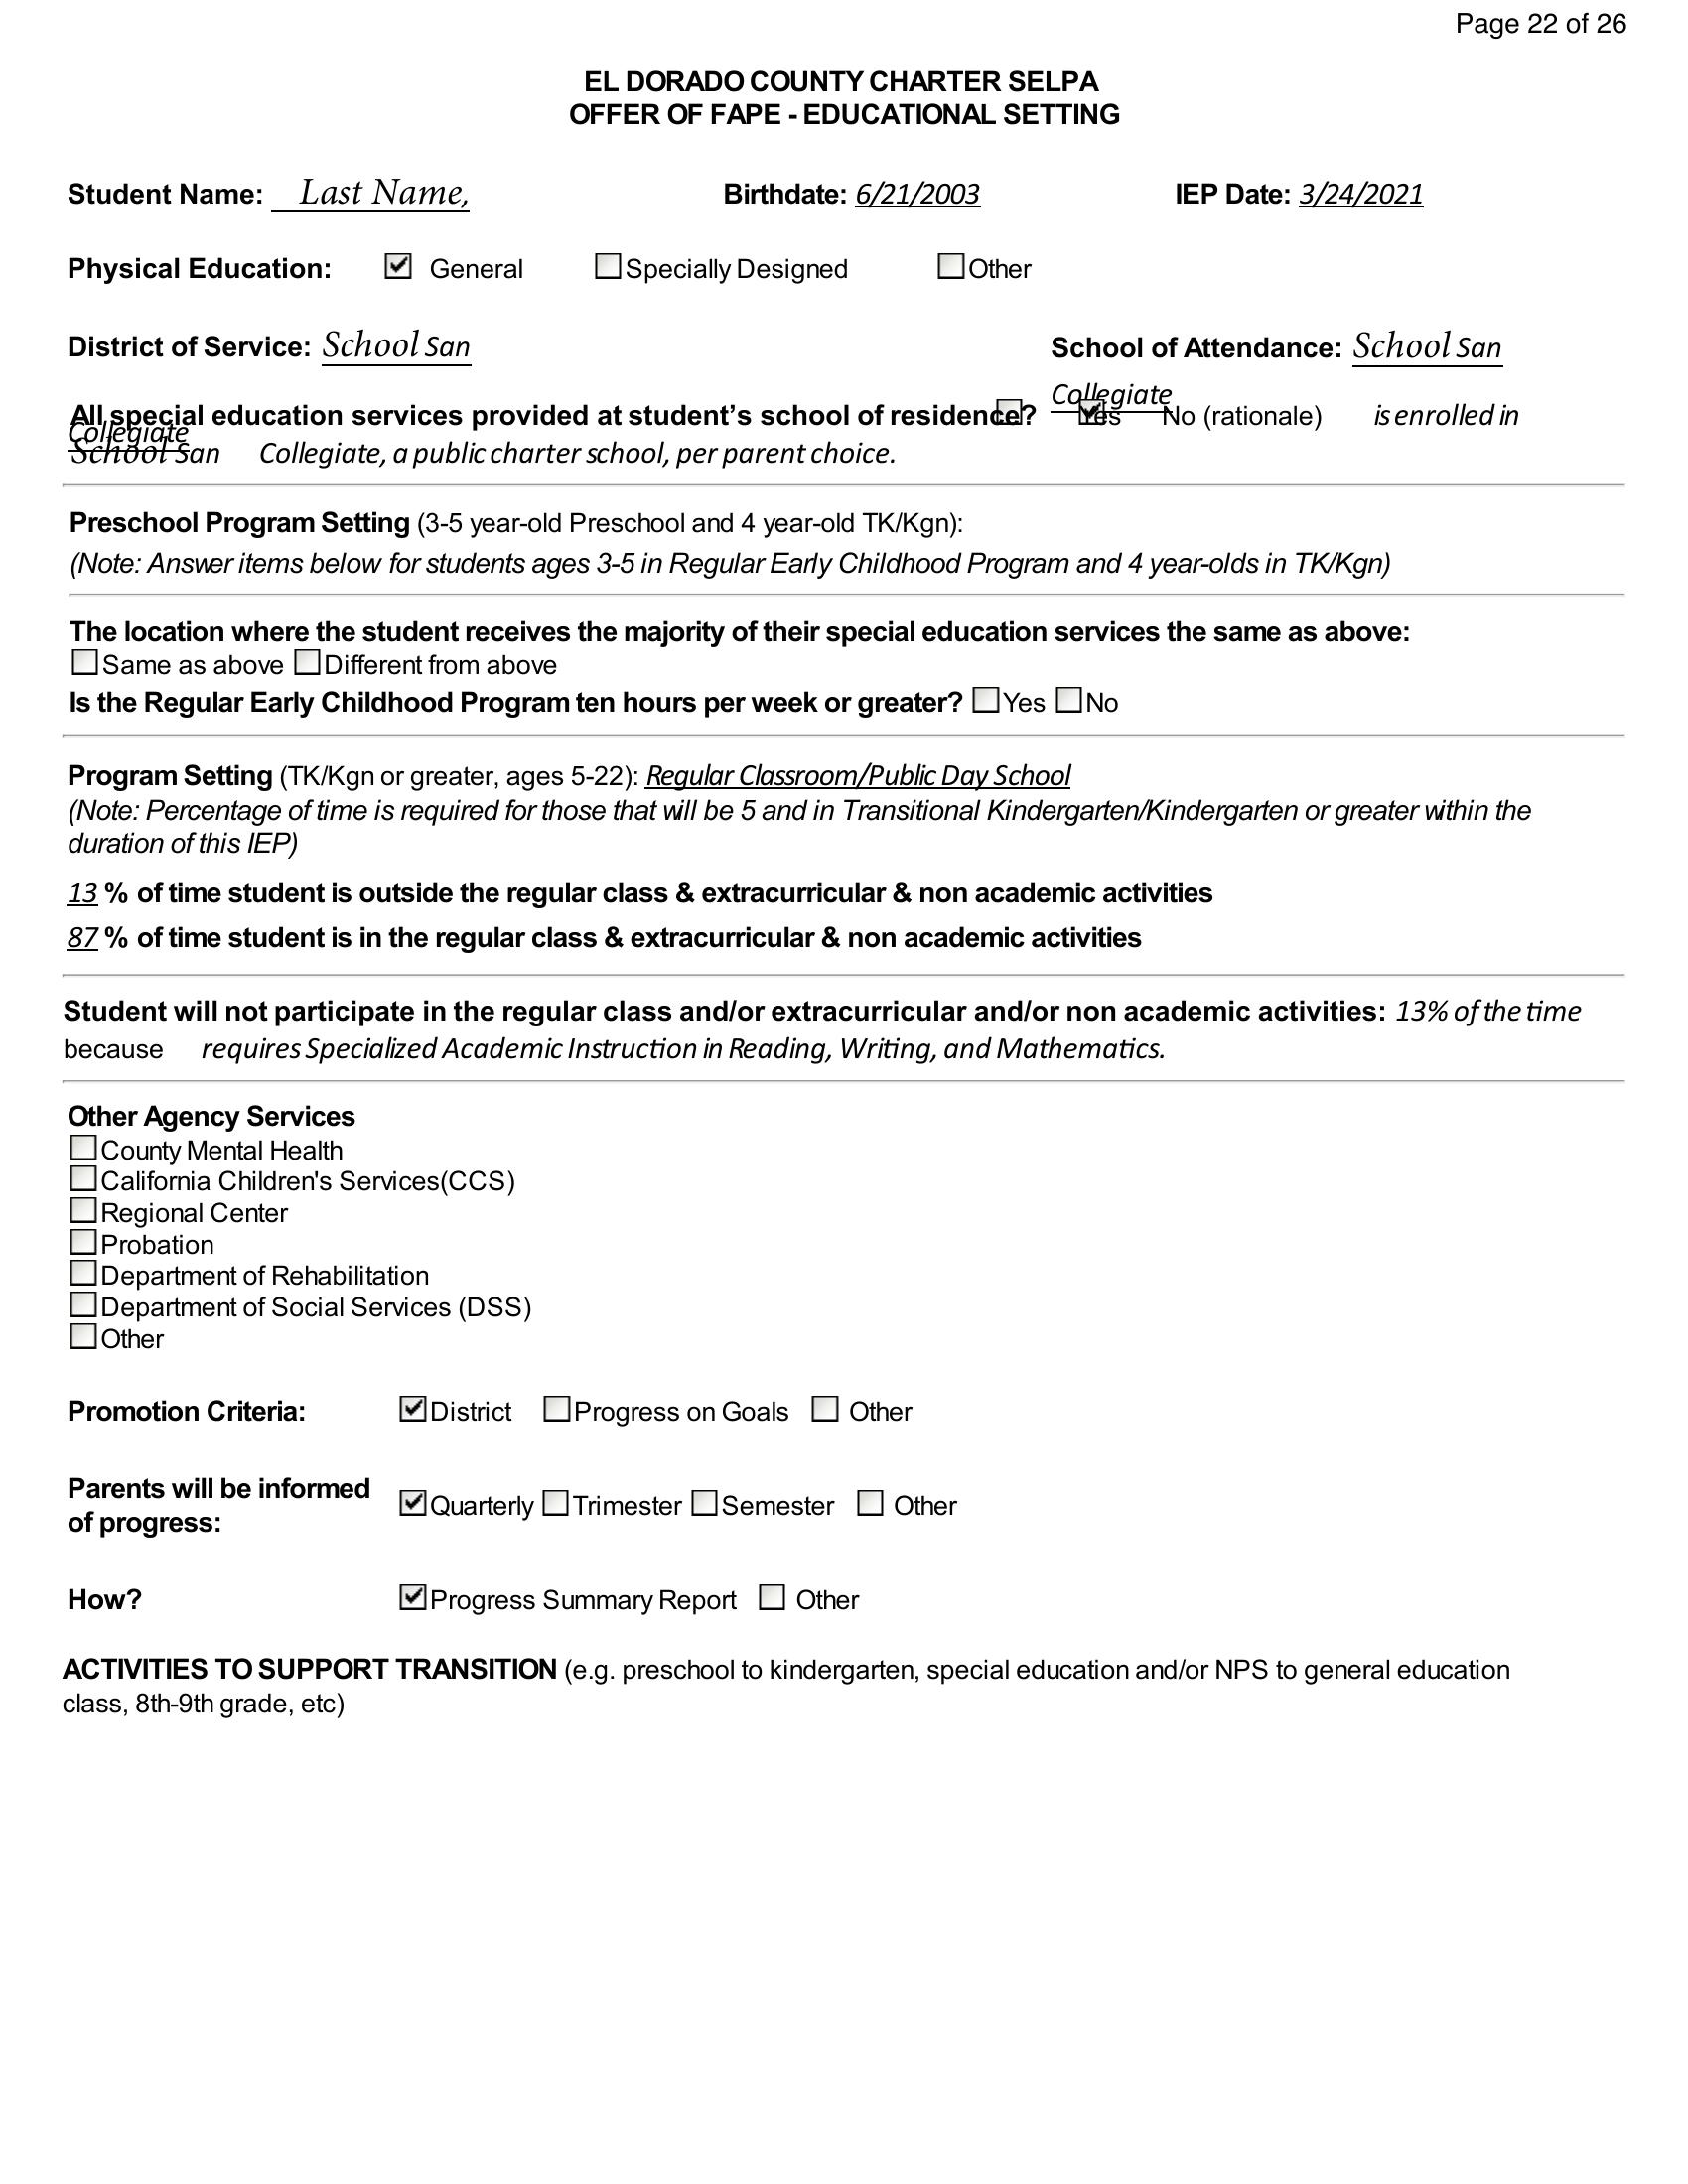 Page 22 of 26
EL DORADO COUNTY CHARTER SELPA
OFFER OF FAPE - EDUCATIONAL SETTING
Student Name: Last Name, Birthdate: 6/21/2003 IEP Date: 3/24/2021
Physical Education: General Specially Designed Other
District of Service: School San School of Attendance: School San
Collegiate
All special education services provided at student’s school of residence? Yes No (rationale) is enrolled in
Collegiate
School San Collegiate, a public charter school, per parent choice.
Preschool Program Setting (3-5 year-old Preschool and 4 year-old TK/Kgn):
(Note: Answer items below for students ages 3-5 in Regular Early Childhood Program and 4 year-olds in TK/Kgn)
The location where the student receives the majority of their special education services the same as above:
Same as above Different from above
Is the Regular Early Childhood Program ten hours per week or greater? Yes No
Program Setting (TK/Kgn or greater, ages 5-22): Regular Classroom/Public Day School
(Note: Percentage of time is required for those that will be 5 and in Transitional Kindergarten/Kindergarten or greater within the
duration of this IEP)
13 % of time student is outside the regular class & extracurricular & non academic activities
87 % of time student is in the regular class & extracurricular & non academic activities
Student will not participate in the regular class and/or extracurricular and/or non academic activities: 13% of the time
because requires Specialized Academic Instruction in Reading, Writing, and Mathematics.
Other Agency Services
County Mental Health
California Children's Services(CCS)
Regional Center
Probation
Department of Rehabilitation
Department of Social Services (DSS)
Other
Promotion Criteria: District Progress on Goals Other
Parents will be informed
of progress: Quarterly Trimester Semester Other
How? Progress Summary Report Other
ACTIVITIES TO SUPPORT TRANSITION (e.g. preschool to kindergarten, special education and/or NPS to general education
class, 8th-9th grade, etc)